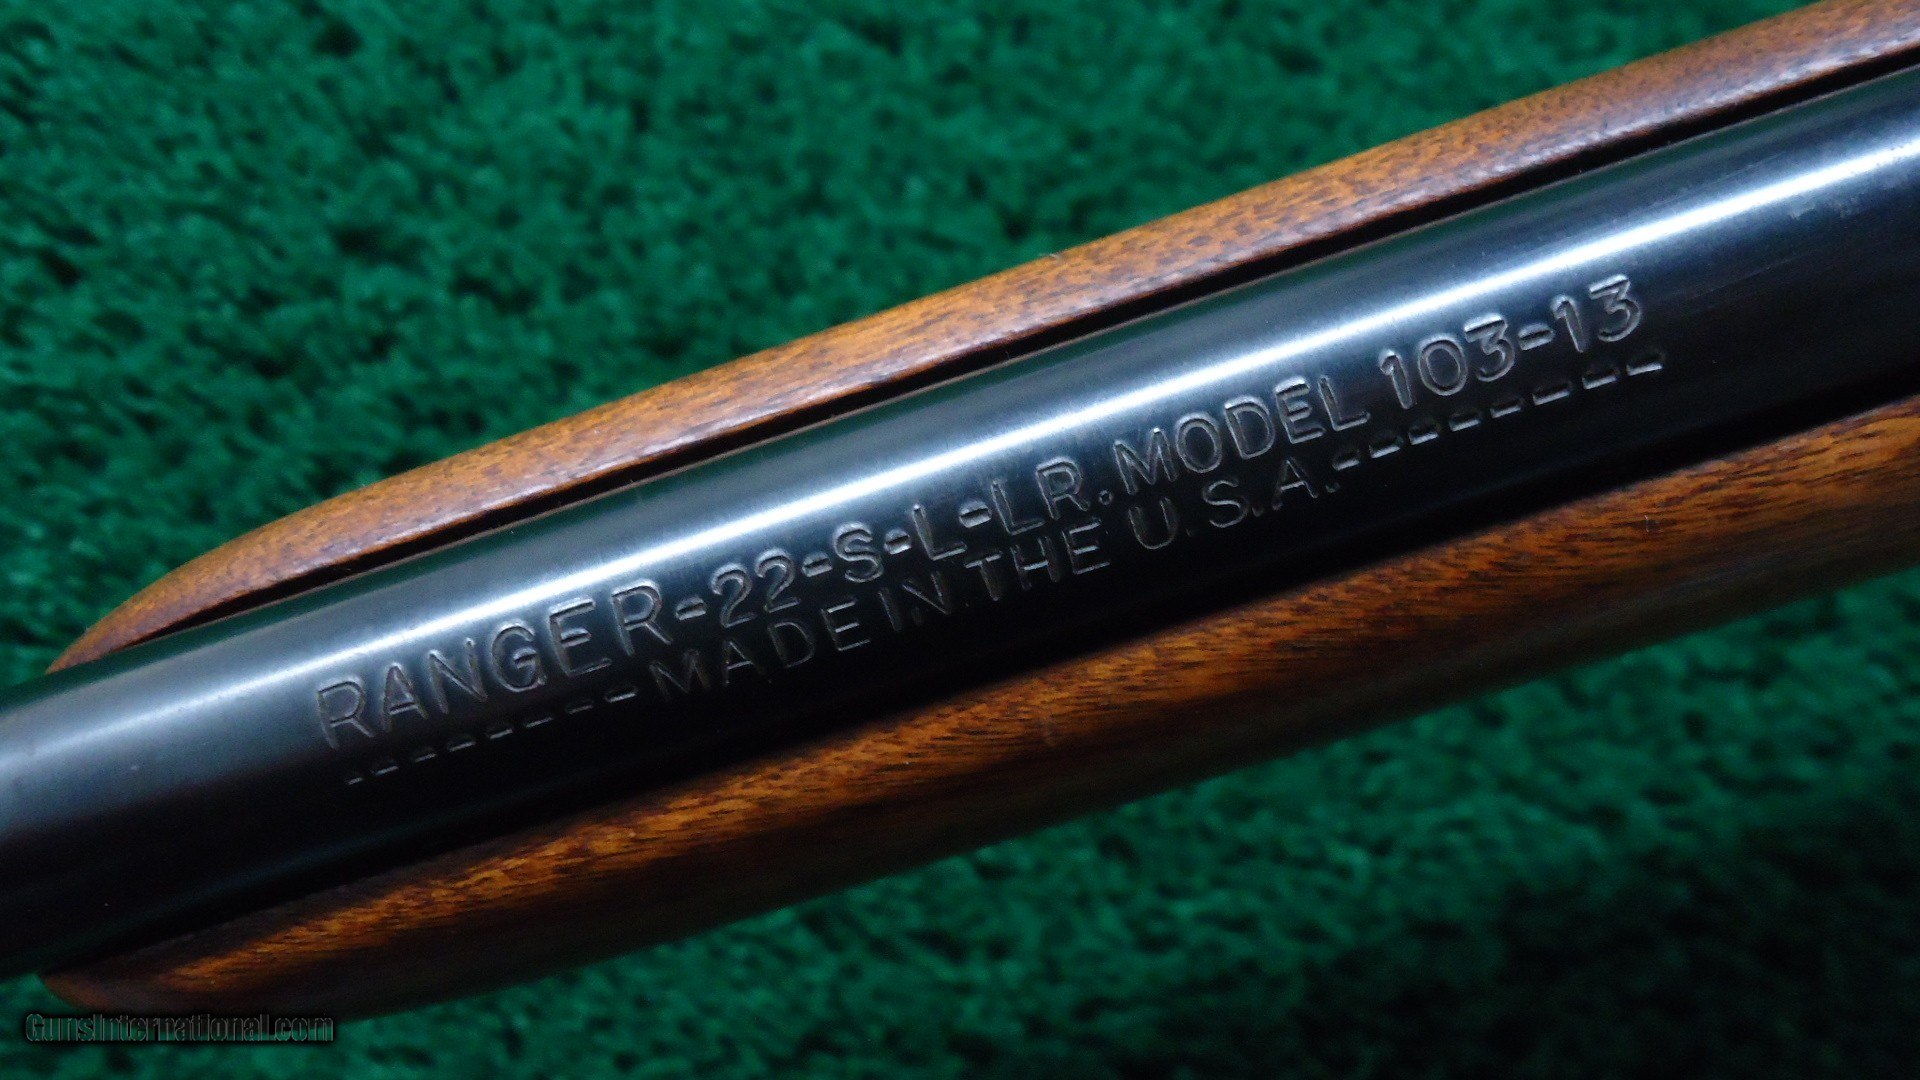 RANGER-22-S-L-LR. MODEL 103-13
--------MADE IN THE U.S.A.--------
GunsInternational.com